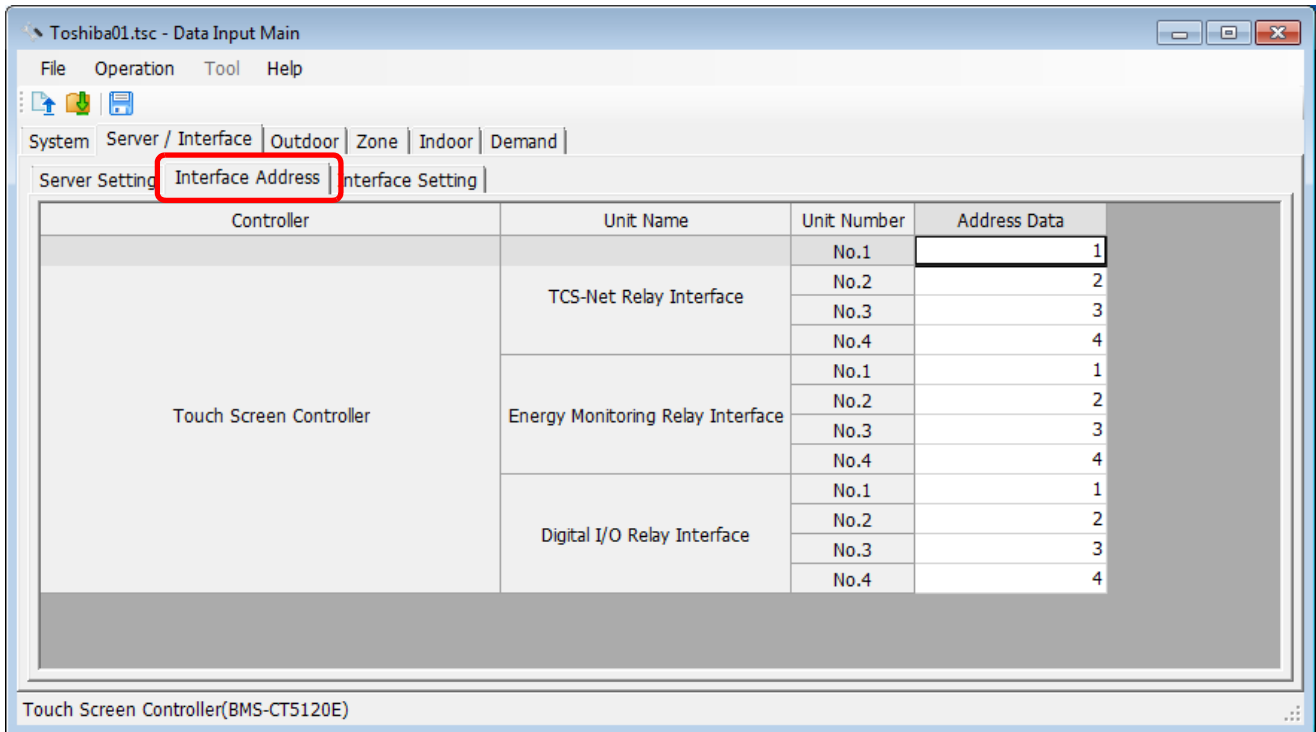 Toshiba01.tsc - Data Input Main
File Operation Tool Help
System Server / Interface Outdoor Zone Indoor Demand
Server Setting Interface Address Interface Setting
Controller Unit Name Unit Number Address Data
No.1 1
No.2 2
TCS-Net Relay Interface
No.3 3
No.4 4
No.1 1
No.2 2
Touch Screen Controller Energy Monitoring Relay Interface
No.3 3
No.4 4
No.1 1
No.2 2
Digital I/O Relay Interface
No.3 3
No.4 4
Touch Screen Controller(BMS-CT5120E)